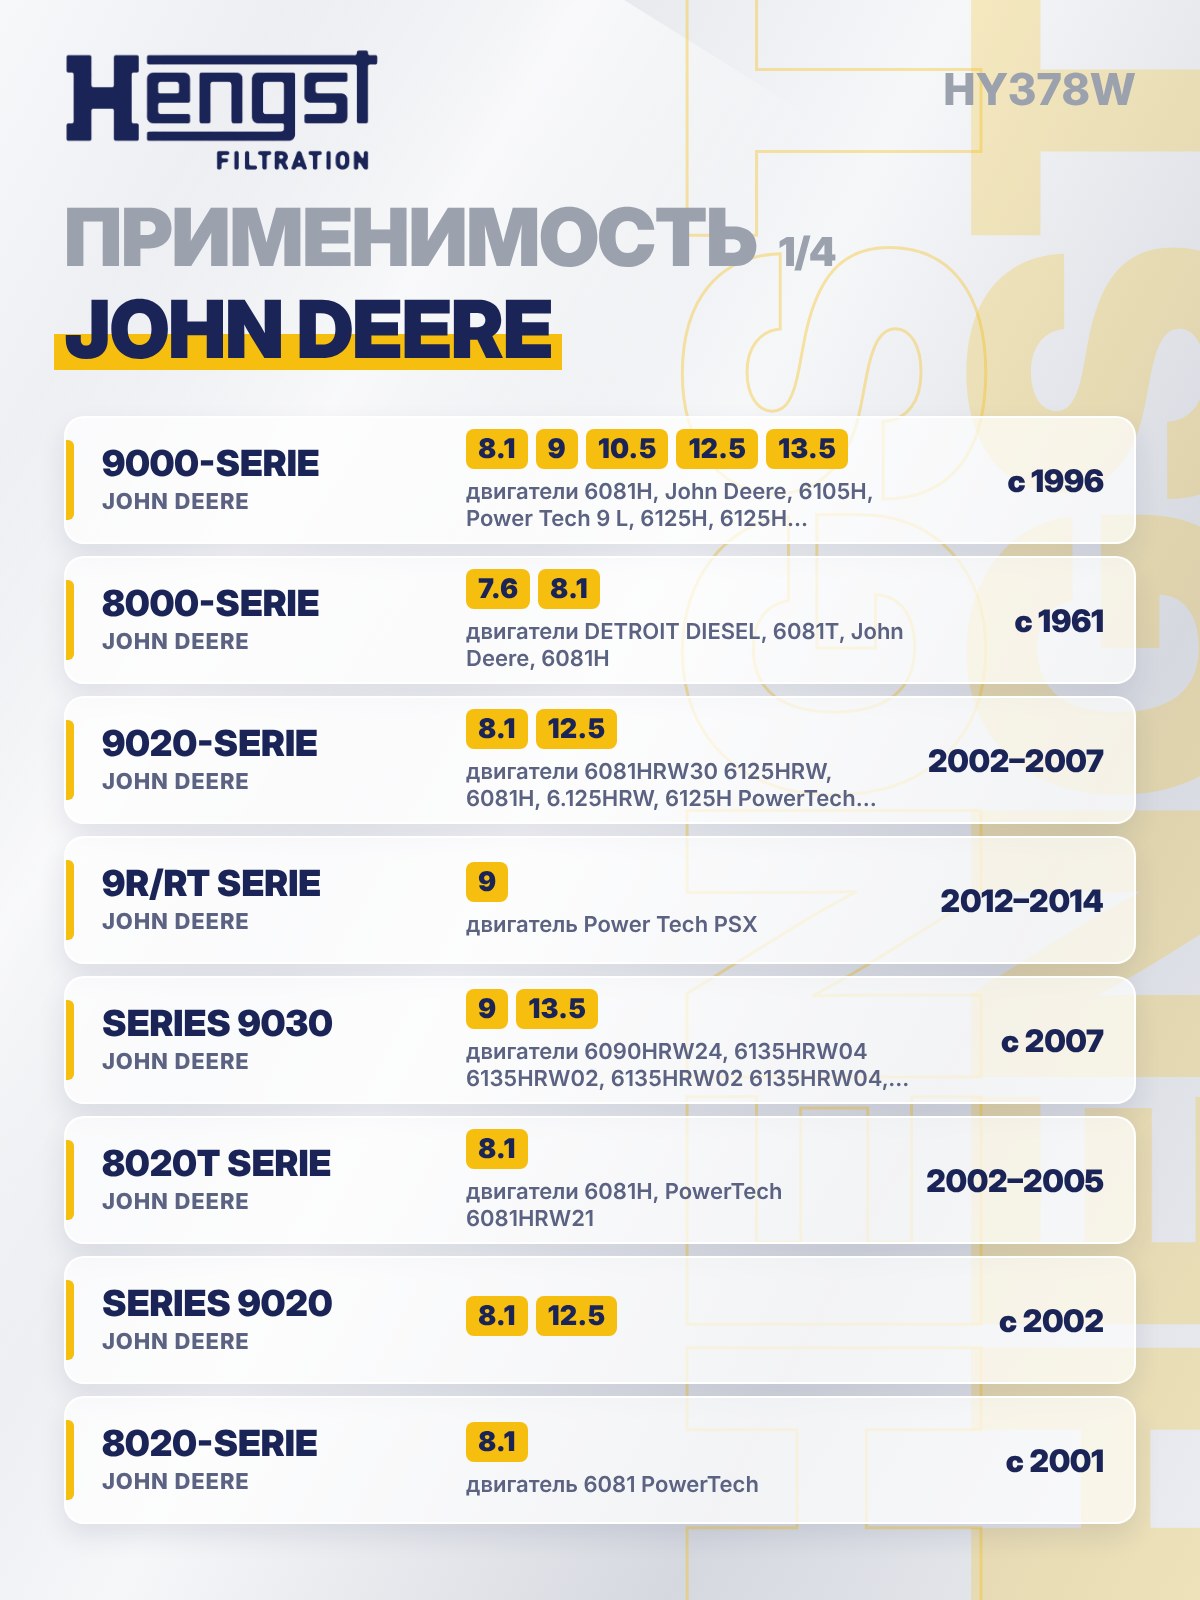 Hengst
FILTRATION
HY378W
ПРИМЕНИМОСТЬ 1/4
JOHN DEERE
9000-SERIE
JOHN DEERE
8.1 9 10.5 12.5 13.5
двигатели 6081H, John Deere, 6105H,
Power Tech 9 L, 6125H, 6125H...
с 1996
8000-SERIE
JOHN DEERE
7.6 8.1
двигатели DETROIT DIESEL, 6081T, John
Deere, 6081H
с 1961
9020-SERIE
JOHN DEERE
8.1 12.5
двигатели 6081HRW30 6125HRW,
6081H, 6.125HRW, 6125H PowerTech...
2002–2007
9R/RT SERIE
JOHN DEERE
9
двигатель Power Tech PSX
2012–2014
SERIES 9030
JOHN DEERE
9 13.5
двигатели 6090HRW24, 6135HRW04
6135HRW02, 6135HRW02 6135HRW04,...
с 2007
8020T SERIE
JOHN DEERE
8.1
двигатели 6081H, PowerTech
6081HRW21
2002–2005
SERIES 9020
JOHN DEERE
8.1 12.5
с 2002
8020-SERIE
JOHN DEERE
8.1
двигатель 6081 PowerTech
с 2001
HENGST
HENGST